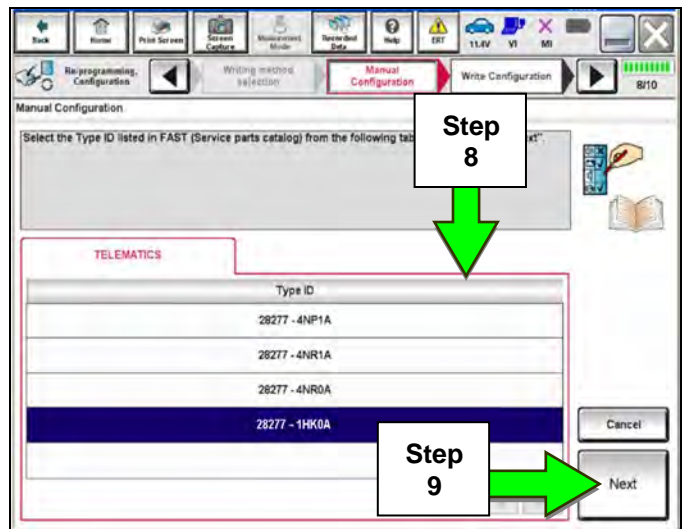 Back
Home
Print Screen
Screen
Capture
Measurement
Mode
Recorded
Data
Help
ERT
11.4V
VI
MI
Re/programming,
Configuration
Writing method
selection
Manual
Configuration
Write Configuration
8/10
Manual Configuration
Select the Type ID listed in FAST (Service parts catalog) from the following
Step
8
TELEMATICS
Type ID
28277 - 4NP1A
28277 - 4NR1A
28277 - 4NR0A
28277 - 1HK0A
Cancel
Step
9
Next